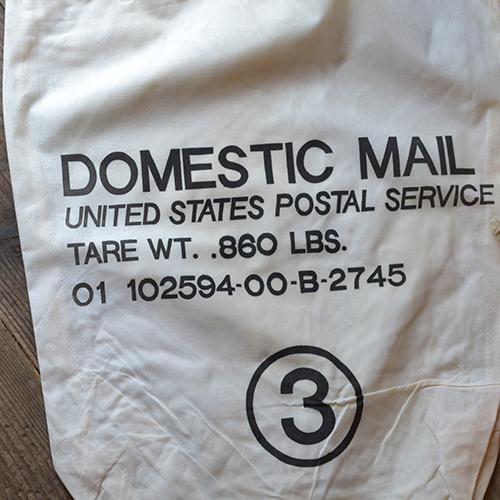 DOMESTIC MAIL
UNITED STATES POSTAL SERVICE
TARE WT. .860 LBS.
01 102594-00-B-2745
3